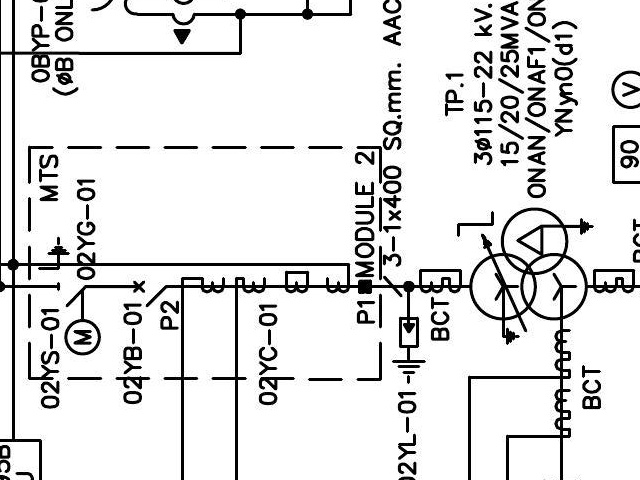 0BYP-
(øB ONL
MTS
02YG-01
MODULE 2
3-1x400 SQ.mm. AAC
TP.1
3ø115-22 kV.
15/20/25MVA
ONAN/ONAF1/ON
YNyn0(d1)
V
90
02YS-01
M
02YB-01
P2
02YC-01
P1
BCT
02YL-01
BCT